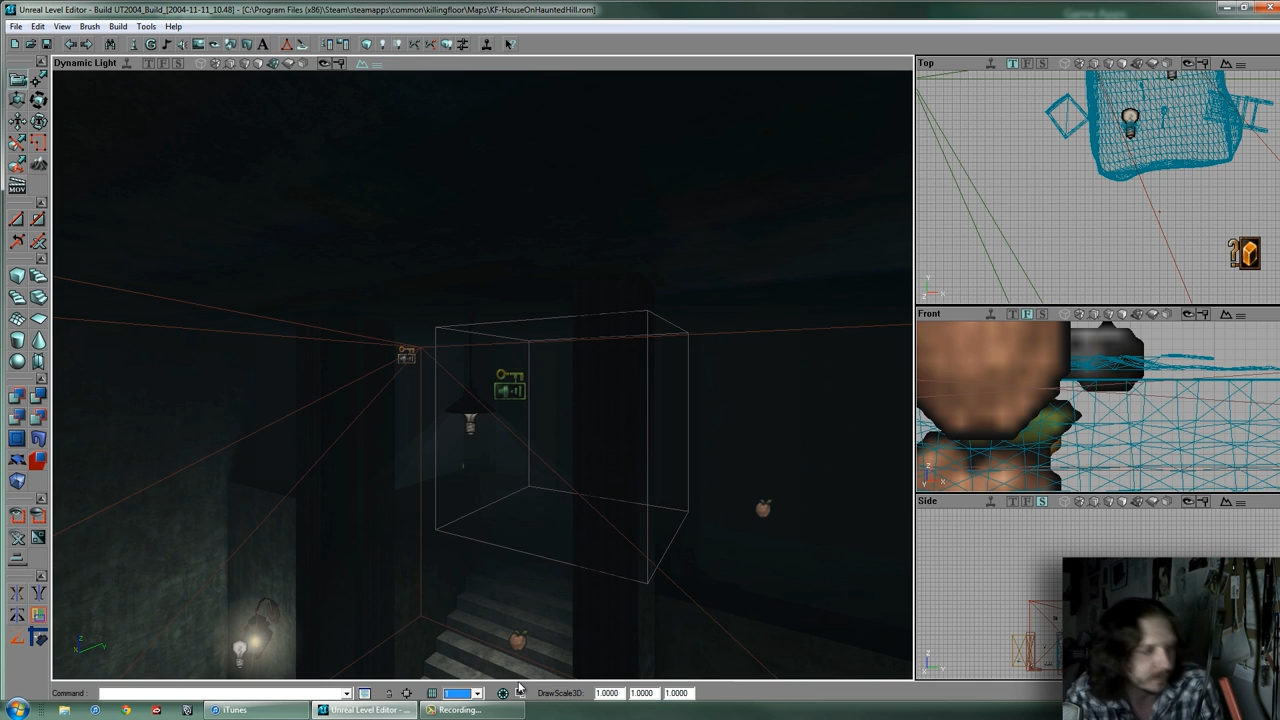 Unreal Level Editor - Build UT2004_Build_[2004-11-11_10.48] - [C:\Program Files (x86)\Steam\steamapps\common\killingfloor\Maps\KF-HouseOnHauntedHill.rom]
File Edit View Brush Build Tools Help
Dynamic Light T F S
Top T F S
MOV
Front T F S
Side T F S
Command : 1 DrawScale3D: 1.0000 1.0000 1.0000
iTunes Unreal Level Editor - ... Recording...